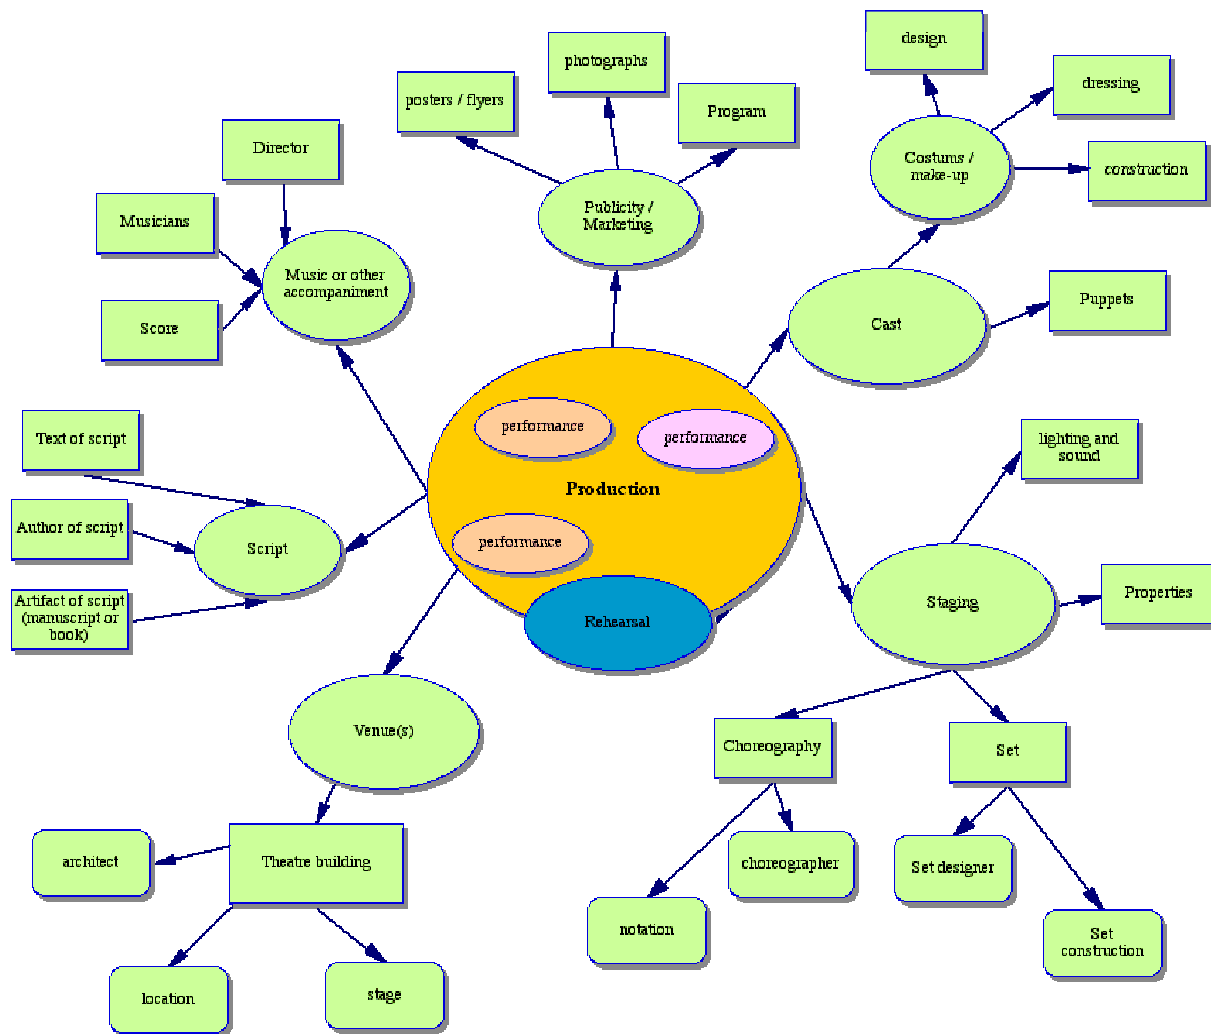 design
photographs
dressing
posters / flyers
Program
Director
Costums /
make-up
construction
Musicians
Publicity /
Marketing
Music or other
accompaniment
Puppets
Score
Cast
performance
performance
Text of script
lighting and
sound
Production
Author of script
Script
performance
Artifact of script
(manuscript or
book)
Rehearsal
Staging
Properties
Venue(s)
Choreography
Set
architect
Theatre building
choreographer
Set designer
notation
Set
construction
location
stage